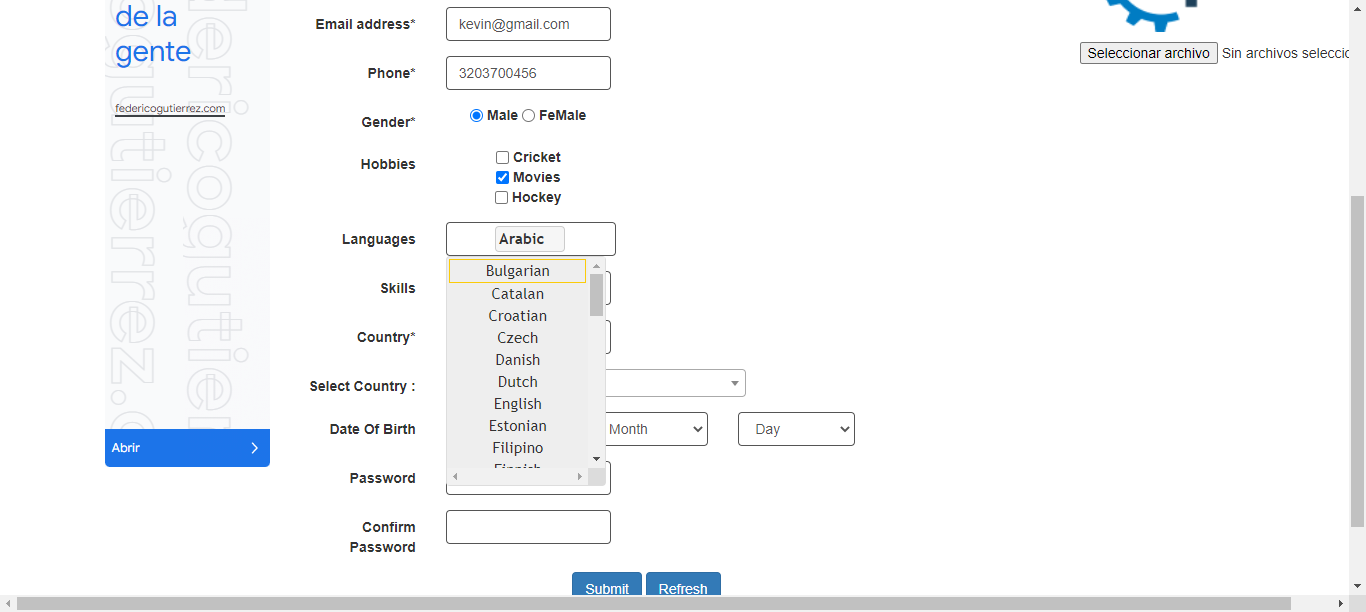 de la
gente
federicogutierrez.com
Abrir
Email address*
kevin@gmail.com
Seleccionar archivo Sin archivos seleccic
Phone*
3203700456
Gender*
Male FeMale
Hobbies
Cricket
Movies
Hockey
Languages
Arabic
Bulgarian
Catalan
Croatian
Czech
Danish
Dutch
English
Estonian
Filipino
Finnish
Skills
Country*
Select Country :
Date Of Birth
Month
Day
Password
Confirm
Password
Submit Refresh